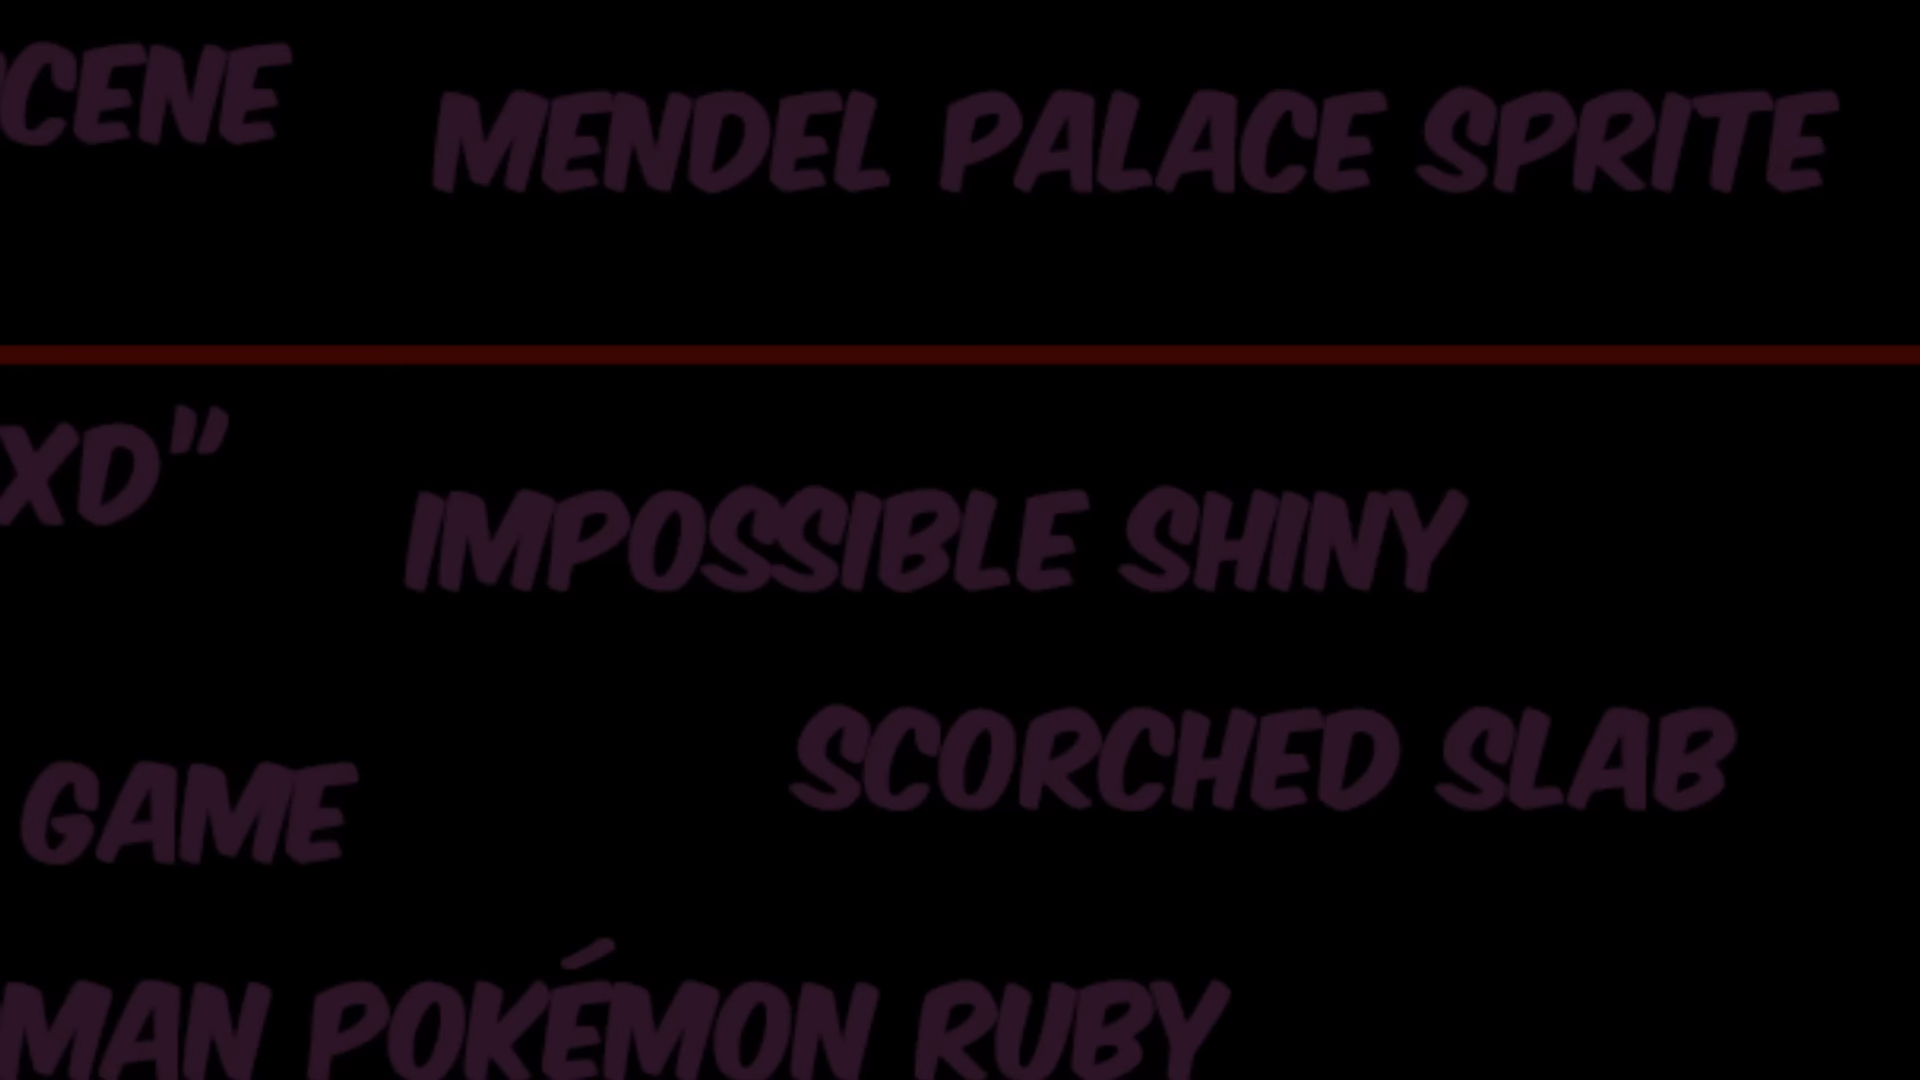 CENE
MENDEL PALACE SPRITE
XD"
IMPOSSIBLE SHINY
SCORCHED SLAB
GAME
MAN POKÉMON RUBY